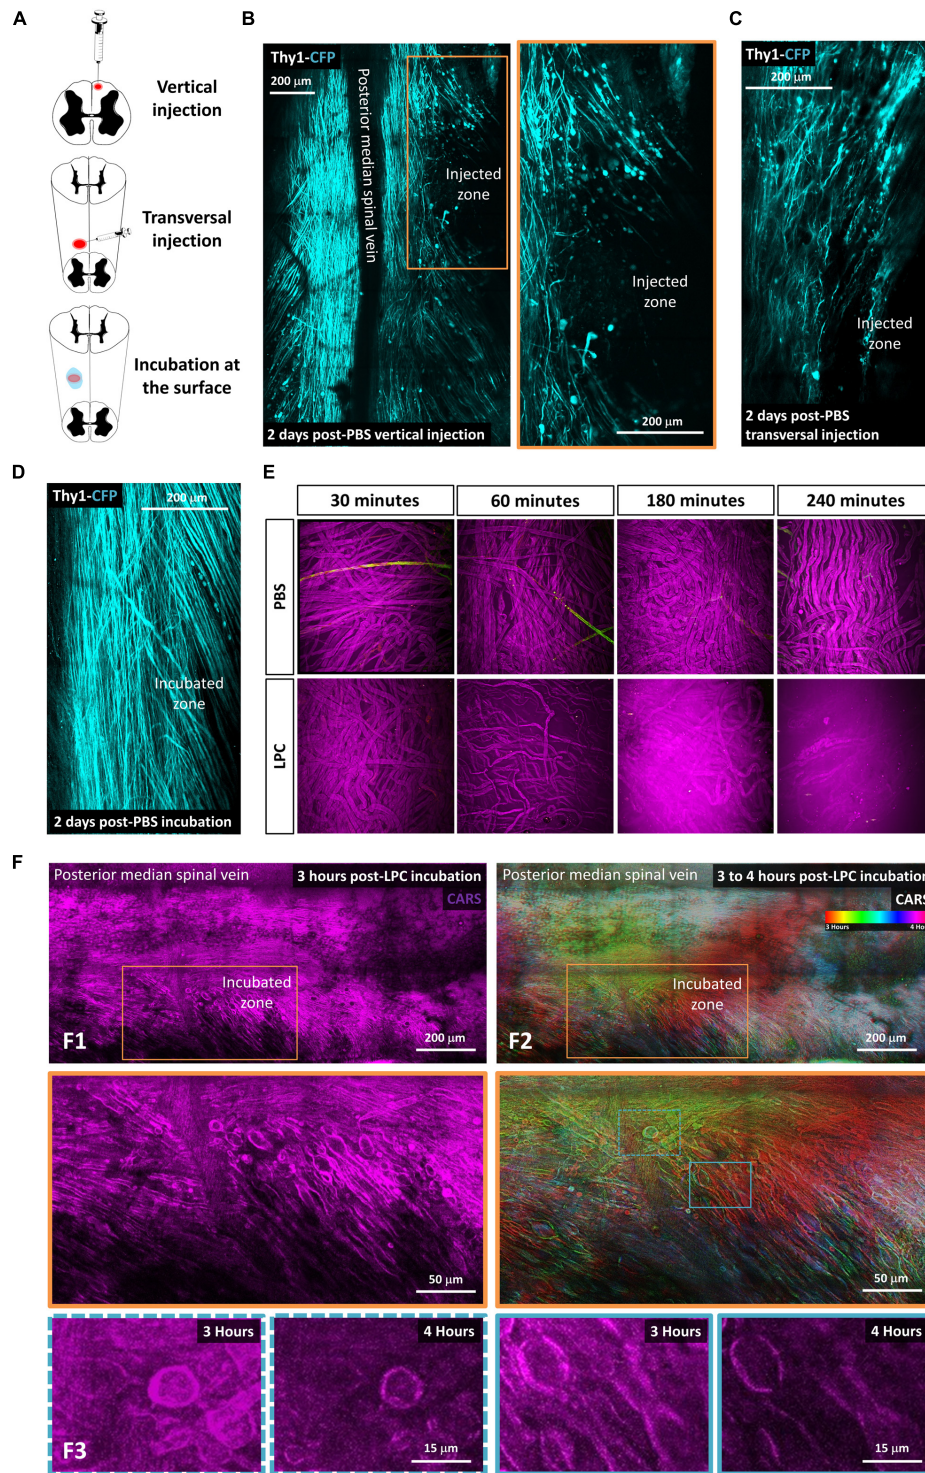 A
Vertical
injection
Transversal
injection
Incubation at
the surface
B
Thy1-CFP
200 µm
Posterior median spinal vein
Injected
zone
2 days post-PBS vertical injection
Injected
zone
200 µm
C
Thy1-CFP
200 µm
Injected
zone
2 days post-PBS
transversal injection
D
Thy1-CFP
200 µm
Incubated
zone
2 days post-PBS incubation
E
30 minutes
60 minutes
180 minutes
240 minutes
PBS
LPC
F
Posterior median spinal vein
3 hours post-LPC incubation
CARS
Incubated
zone
F1
200 µm
Posterior median spinal vein
3 to 4 hours post-LPC incubation
CARS
3 Hours
4 Hou
Incubated
zone
F2
200 µm
50 µm
50 µm
3 Hours
F3
4 Hours
15 µm
3 Hours
4 Hours
15 µm